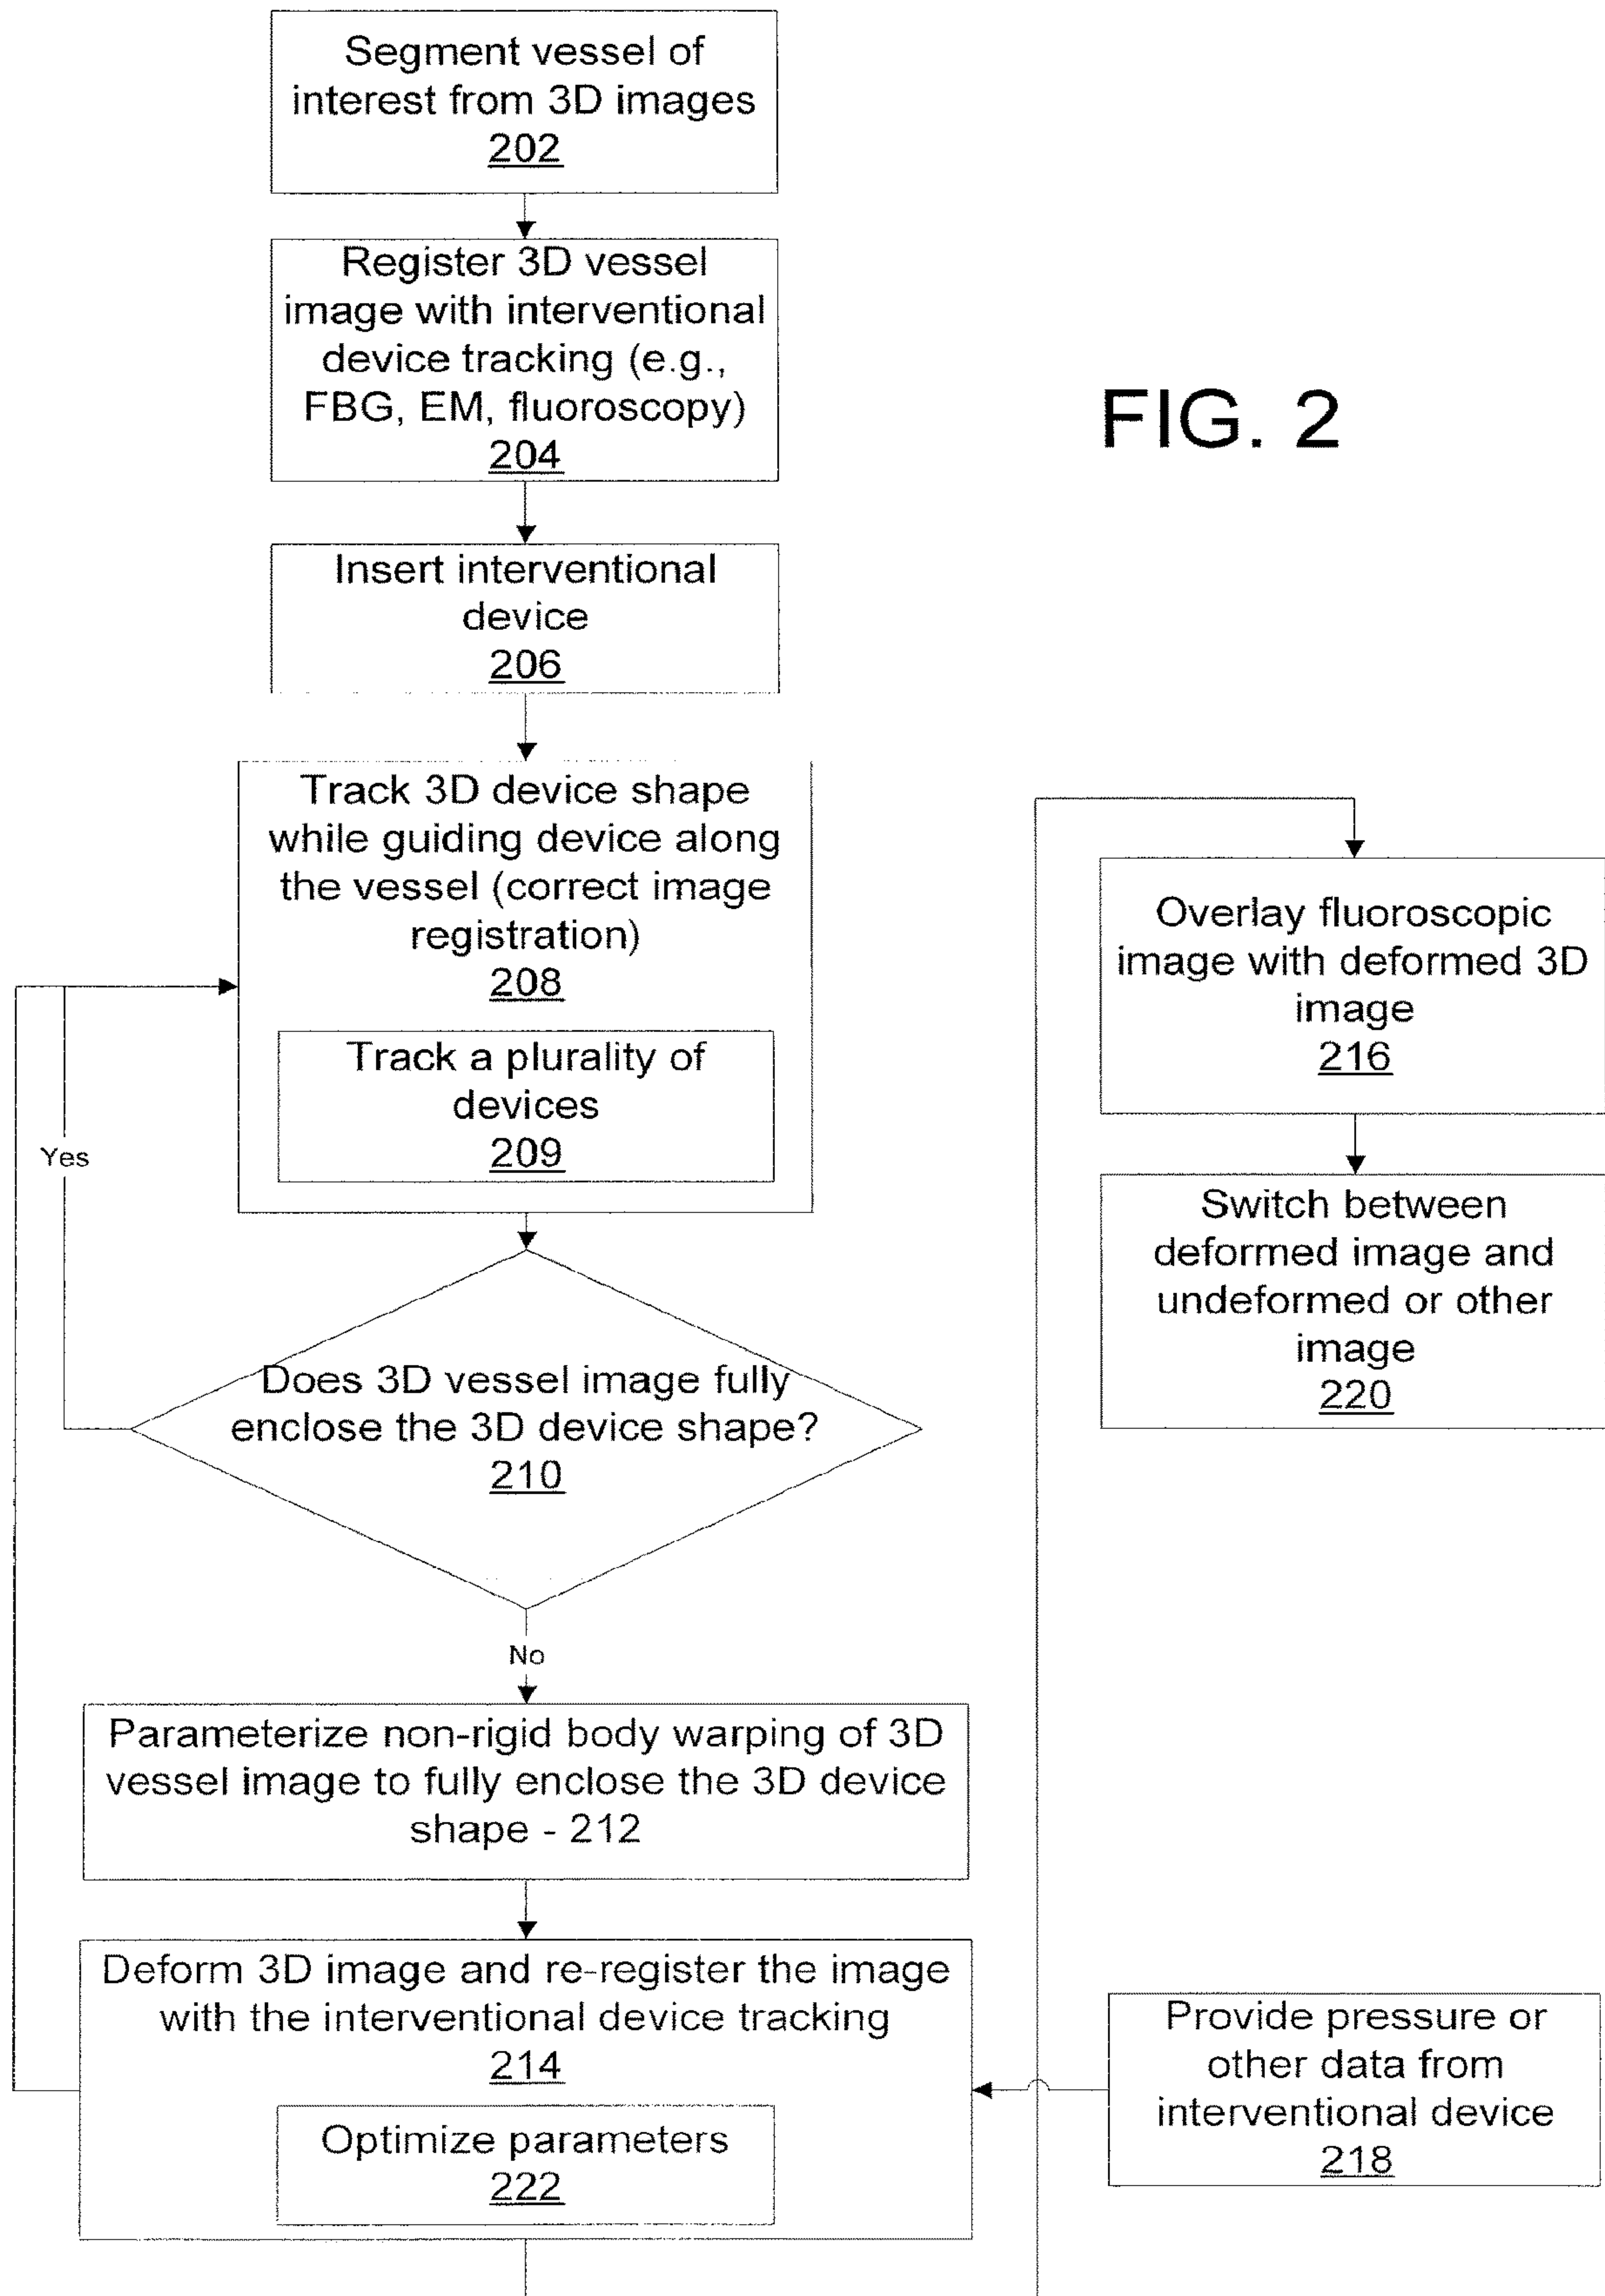 Segment vessel of
interest from 3D images
202
Register 3D vessel
image with interventional
device tracking (e.g.,
FBG, EM, fluoroscopy)
204
FIG. 2
Insert interventional
device
206
Track 3D device shape
while guiding device along
the vessel (correct image
registration)
208
Track a plurality of
devices
209
Yes
Does 3D vessel image fully
enclose the 3D device shape?
210
No
Parameterize non-rigid body warping of 3D
vessel image to fully enclose the 3D device
shape - 212
Deform 3D image and re-register the image
with the interventional device tracking
214
Optimize parameters
222
Overlay fluoroscopic
image with deformed 3D
image
216
Switch between
deformed image and
undeformed or other
image
220
Provide pressure or
other data from
interventional device
218